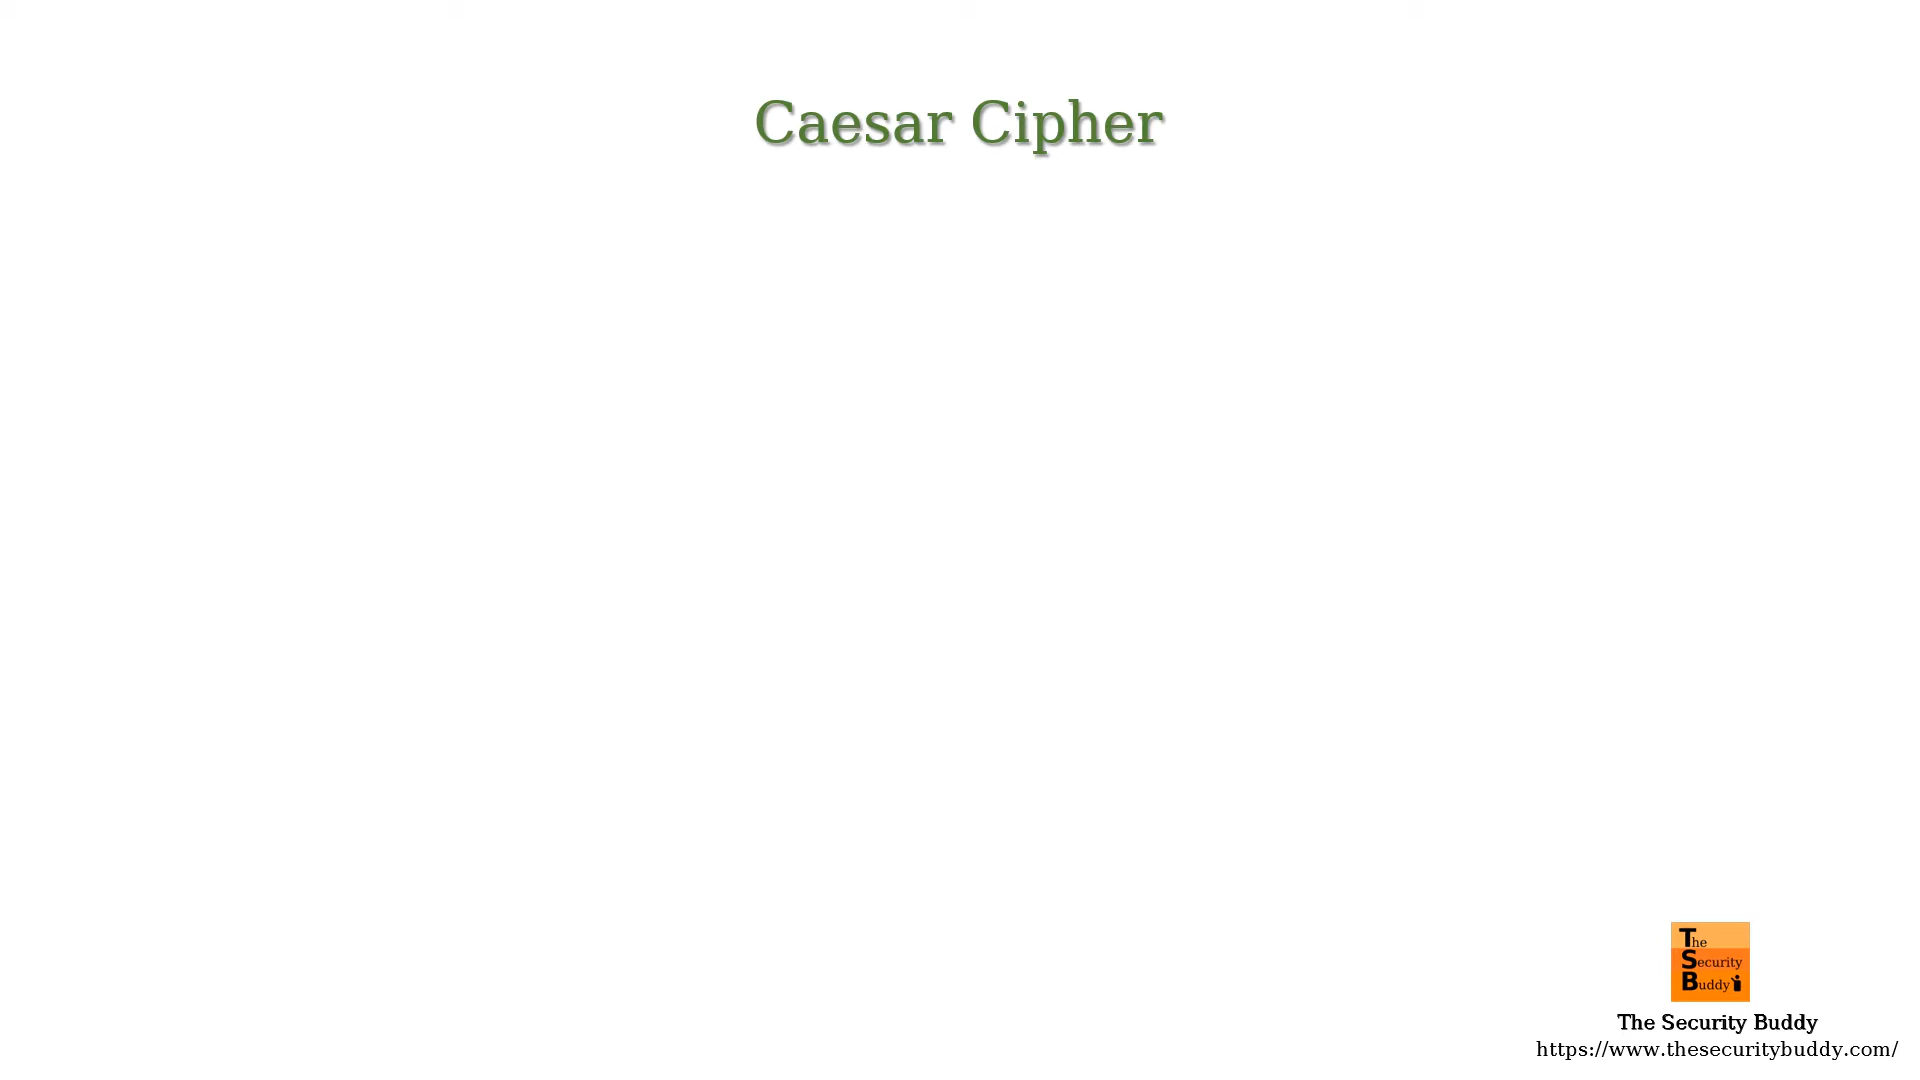 Caesar Cipher
The
Security
Buddy
The Security Buddy
https://www.thesecuritybuddy.com/